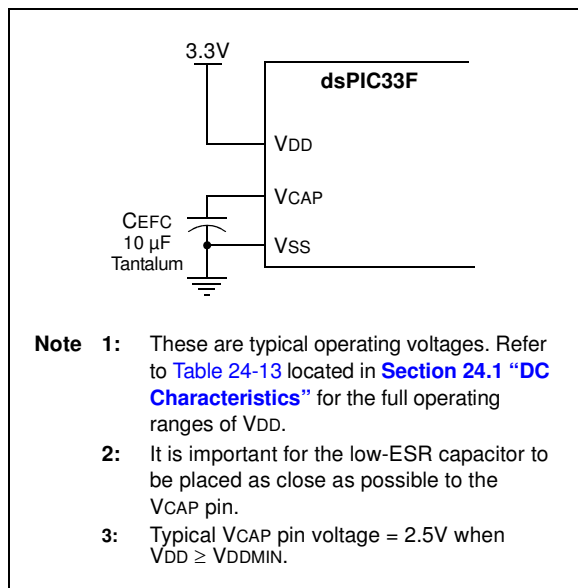 3.3V
dsPIC33F
VDD
VCAP
CEFC
10 µF
Tantalum
VSS
Note 1: These are typical operating voltages. Refer
to Table 24-13 located in Section 24.1 “DC
Characteristics” for the full operating
ranges of VDD.
2: It is important for the low-ESR capacitor to
be placed as close as possible to the
VCAP pin.
3: Typical VCAP pin voltage = 2.5V when
VDD ≥ VDDMIN.